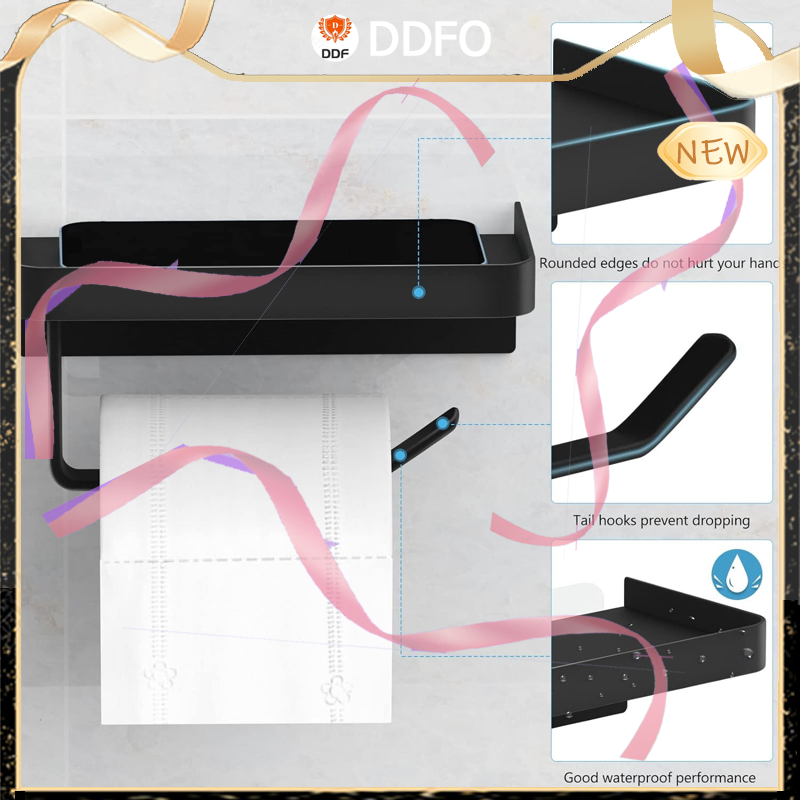 D
DDF
DDFO
NEW
Rounded edges do not hurt your hand
Tail hooks prevent dropping
Good waterproof performance